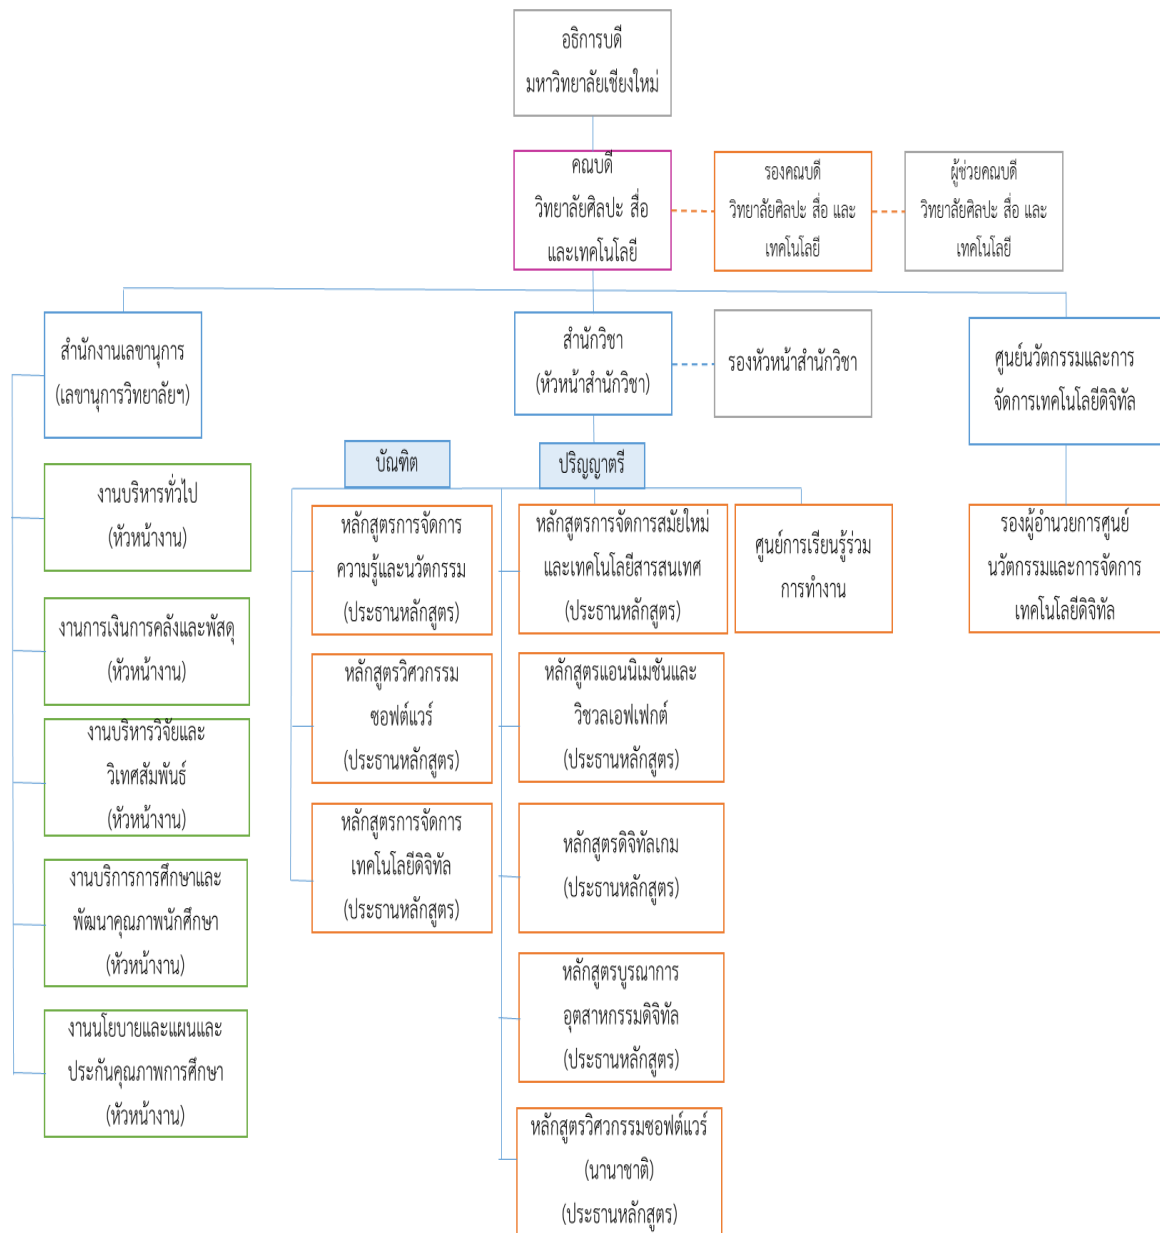 อธิการบดี
มหาวิทยาลัยเชียงใหม่
คณบดี
วิทยาลัยศิลปะ สื่อ
และเทคโนโลยี
รองคณบดี
วิทยาลัยศิลปะ สื่อ และ
เทคโนโลยี
ผู้ช่วยคณบดี
วิทยาลัยศิลปะ สื่อ และ
เทคโนโลยี
สำนักงานเลขานุการ
(เลขานุการวิทยาลัยฯ)
สำนักวิชา
(หัวหน้าสำนักวิชา)
รองหัวหน้าสำนักวิชา
ศูนย์นวัตกรรมและการ
จัดการเทคโนโลยีดิจิทัล
งานบริหารทั่วไป
(หัวหน้างาน)
งานการเงินการคลังและพัสดุ
(หัวหน้างาน)
งานบริหารวิจัยและ
วิเทศสัมพันธ์
(หัวหน้างาน)
งานบริการการศึกษาและ
พัฒนาคุณภาพนักศึกษา
(หัวหน้างาน)
งานนโยบายและแผนและ
ประกันคุณภาพการศึกษา
(หัวหน้างาน)
บัณฑิต
หลักสูตรการจัดการ
ความรู้และนวัตกรรม
(ประธานหลักสูตร)
หลักสูตรวิศวกรรม
ซอฟต์แวร์
(ประธานหลักสูตร)
หลักสูตรการจัดการ
เทคโนโลยีดิจิทัล
(ประธานหลักสูตร)
ปริญญาตรี
หลักสูตรการจัดการสมัยใหม่
และเทคโนโลยีสารสนเทศ
(ประธานหลักสูตร)
หลักสูตรแอนนิเมชันและ
วิชวลเอฟเฟกต์
(ประธานหลักสูตร)
หลักสูตรดิจิทัลเกม
(ประธานหลักสูตร)
หลักสูตรบูรณาการ
อุตสาหกรรมดิจิทัล
(ประธานหลักสูตร)
หลักสูตรวิศวกรรมซอฟต์แวร์
(นานาชาติ)
(ประธานหลักสูตร)
ศูนย์การเรียนรู้ร่วม
การทำงาน
รองผู้อำนวยการศูนย์
นวัตกรรมและการจัดการ
เทคโนโลยีดิจิทัล